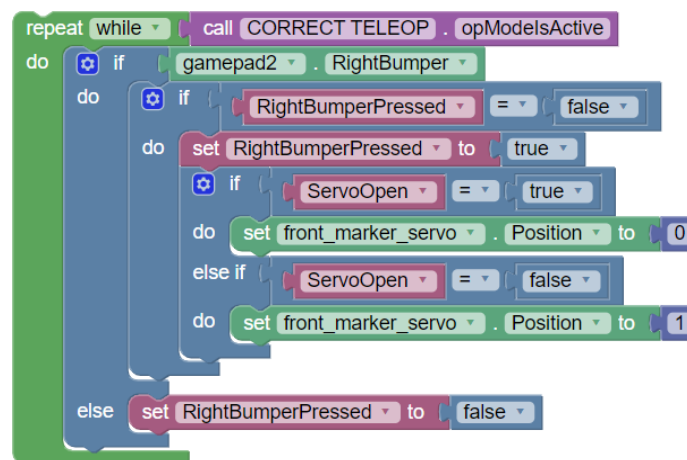 repeat while call CORRECT TELEOP . opModeIsActive
do if gamepad2 . RightBumper
do if RightBumperPressed = false
do set RightBumperPressed to true
if ServoOpen = true
do set front_marker_servo . Position to 0
else if ServoOpen = false
do set front_marker_servo . Position to 1
else set RightBumperPressed to false